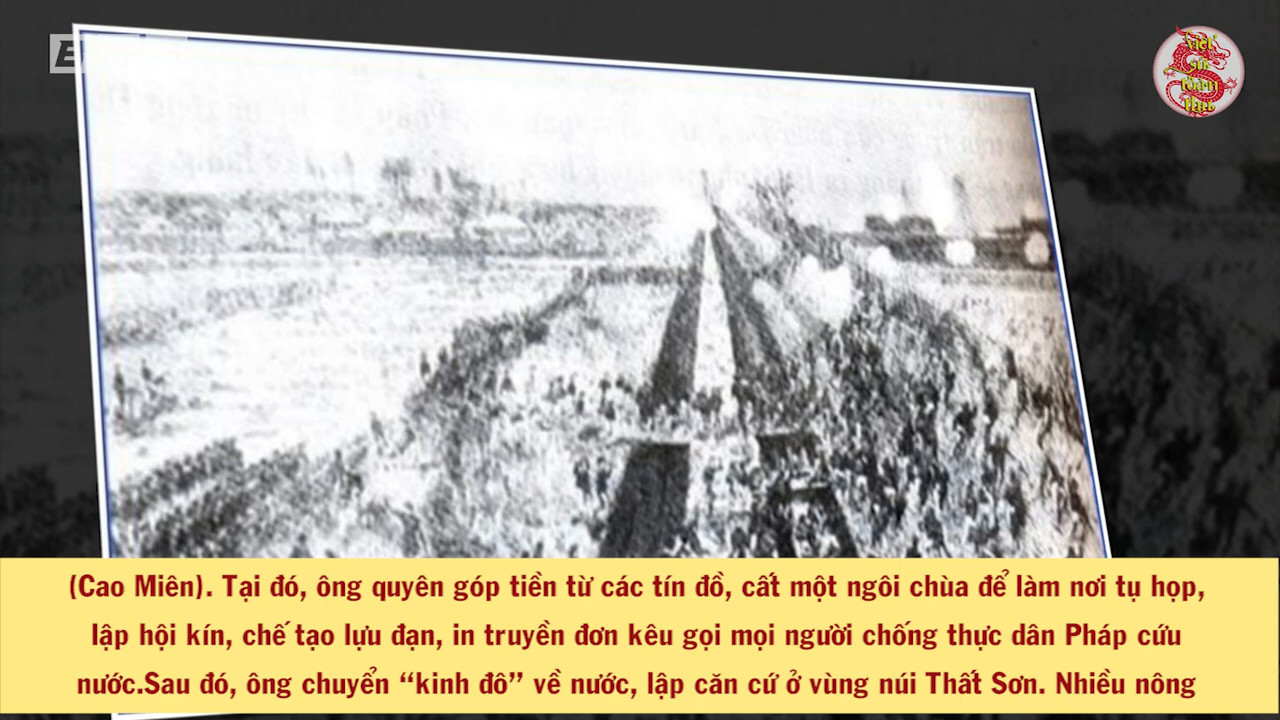 VIỆT
SỬ
(Cao Miên). Tại đó, ông quyên góp tiền từ các tín đồ, cất một ngôi chùa để làm nơi tụ họp,
lập hội kín, chế tạo lựu đạn, in truyền đơn kêu gọi mọi người chống thực dân Pháp cứu
nước.Sau đó, ông chuyển “kinh đô” về nước, lập căn cứ ở vùng núi Thất Sơn. Nhiều nông